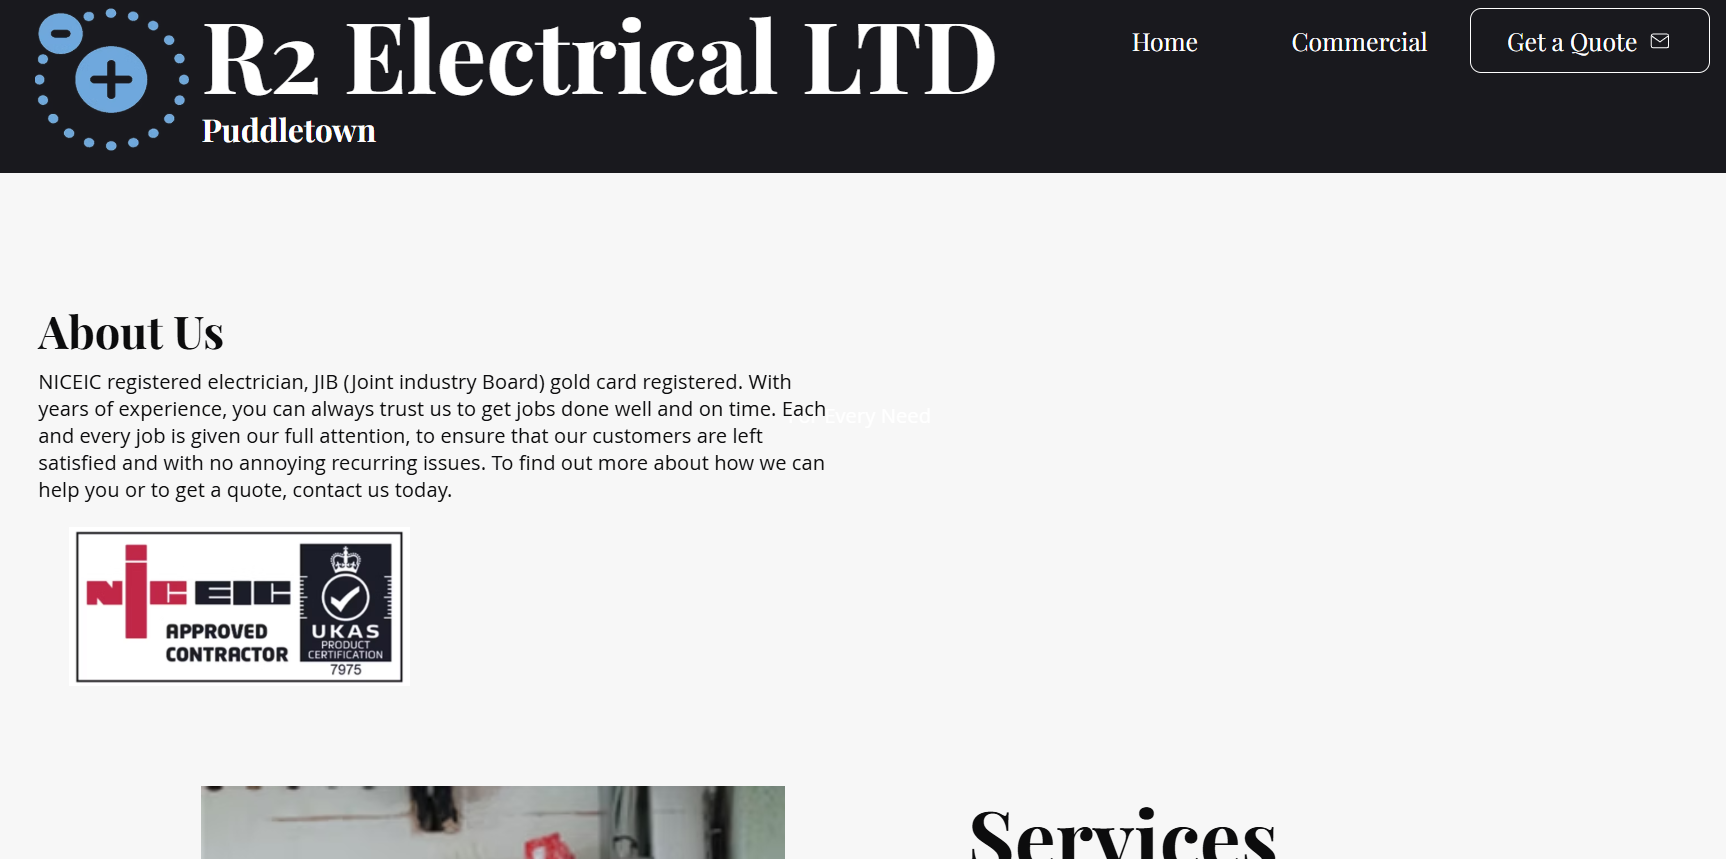 R2 Electrical LTD
Puddletown
Home
Commercial
Get a Quote
About Us
NICEIC registered electrician, JIB (Joint industry Board) gold card registered. With
years of experience, you can always trust us to get jobs done well and on time. Each
and every job is given our full attention, to ensure that our customers are left
satisfied and with no annoying recurring issues. To find out more about how we can
help you or to get a quote, contact us today.
Every Need
NICEIC
APPROVED
CONTRACTOR
UKAS
PRODUCT
CERTIFICATION
7975
Services